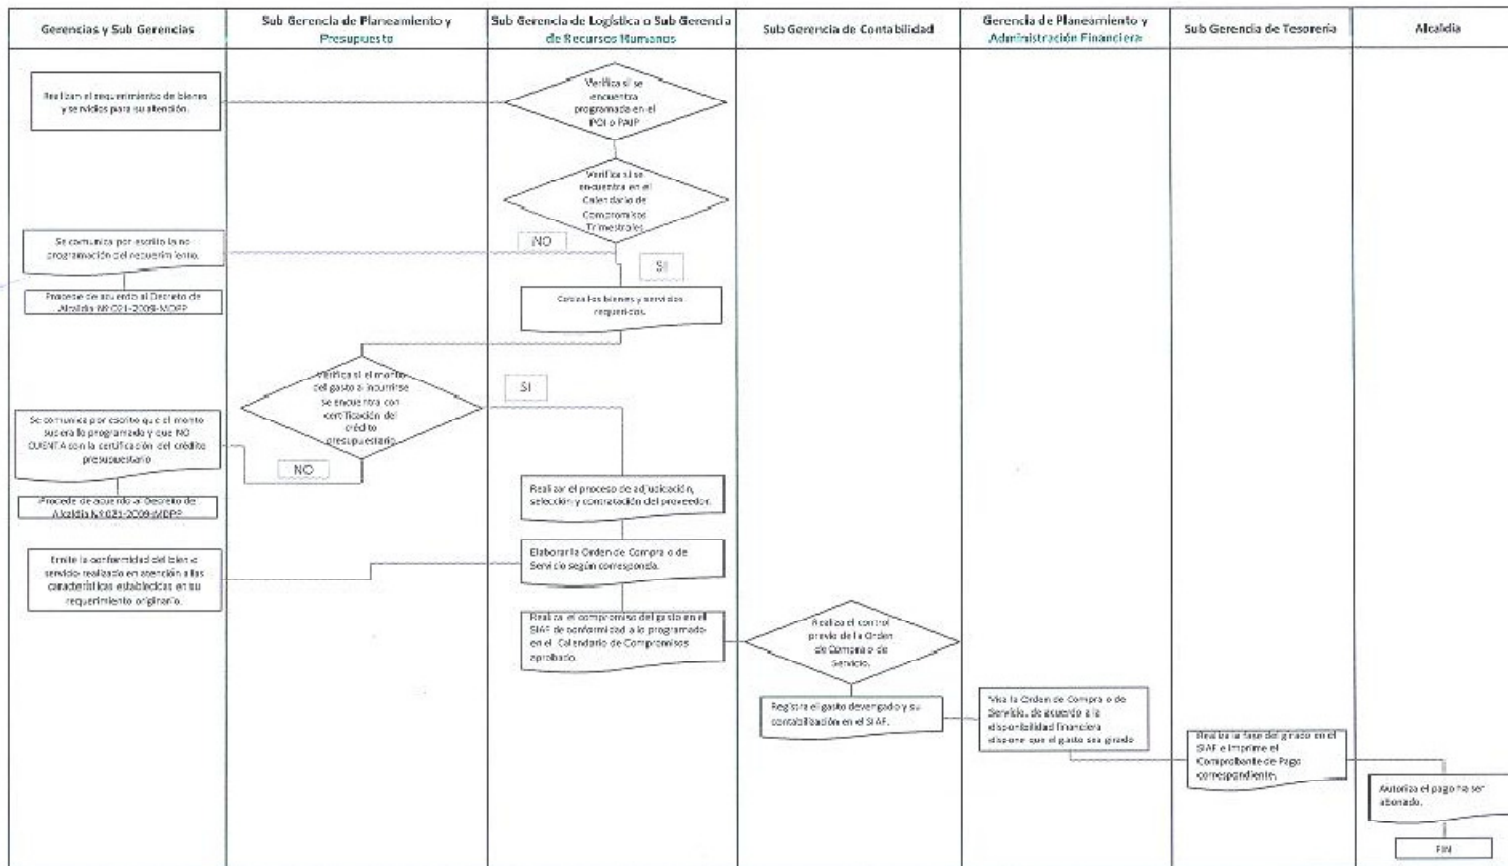 Gerencias y Sub Gerencias
Sub Gerencia de Planeamiento y
Presupuesto
Sub Gerencia de Logística o Sub Gerencia
de Recursos Humanos
Sub Gerencia de Contabilidad
Gerencia de Planeamiento y
Administración Financiera
Sub Gerencia de Tesorería
Alcaldia
Realizan el requerimiento de bienes
y servicios para su atención.
Verifica si se
encuentra
programada en el
POI o PAIP
Verifica si se
encuentra en el
Calendario de
Compromisos
Trimestrales
Se comunica por escrito la no
programación del requerimiento.
NO
SI
Procede de acuerdo al Decreto de
Alcaldia Nº 021-2009-MDPP
Cotiza los bienes y servicios
requeridos.
Verifica si el monto
del gasto a incurrirse
se encuentra con
certificación del
crédito
presupuestario
SI
Se comunica por escrito que el monto
supera lo programado y que NO
CUENTA con la certificación del crédito
presupuestario
NO
Procede de acuerdo al Decreto de
Alcaldia Nº 021-2009-MDPP
Realizar el proceso de adjudicación,
selección y contratación del proveedor.
Emite la conformidad del bien o
servicio realizado en atención a las
características establecidas en su
requerimiento originario.
Elaborar la Orden de Compra o de
Servicio según corresponda.
Realiza el compromiso del gasto en el
SIAF de conformidad a lo programado
en el Calendario de Compromisos
aprobado.
Realiza el control
previo de la Orden
de Compra o de
Servicio.
Registra el gasto devengado y su
contabilización en el SIAF.
Visa la Orden de Compra o de
Servicio, de acuerdo a la
disponibilidad financiera
dispone que el gasto sea girado
Realiza la fase del girado en el
SIAF e imprime el
Comprobante de Pago
correspondiente.
Autoriza el pago ha ser
abonado.
FIN